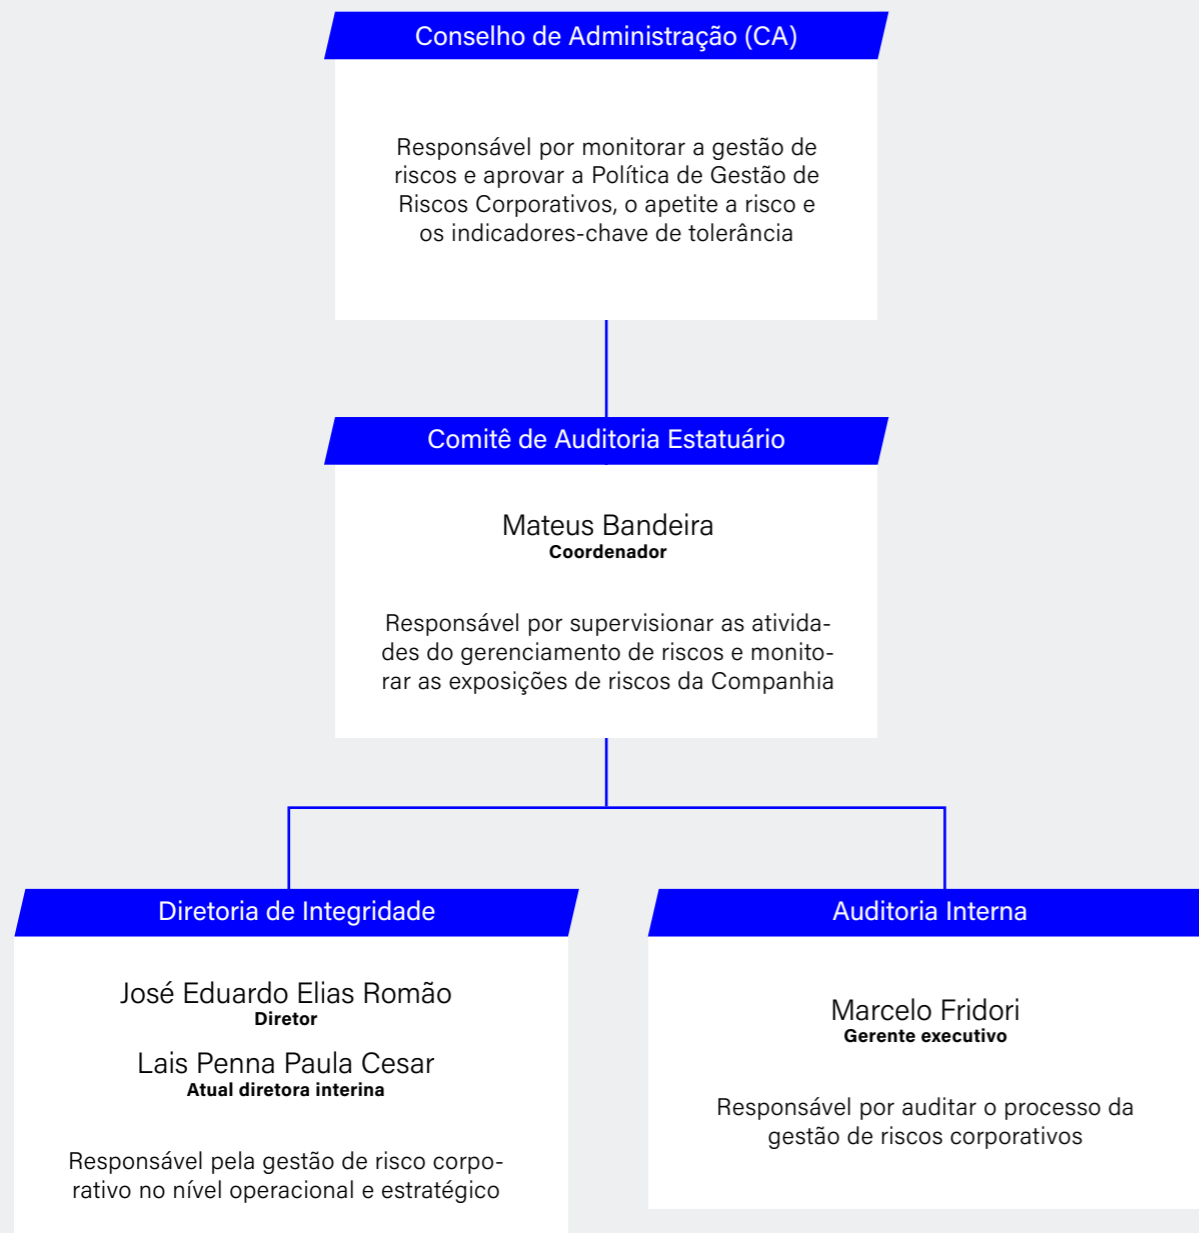 Conselho de Administração (CA)
Responsável por monitorar a gestão de
riscos e aprovar a Política de Gestão de
Riscos Corporativos, o apetite a risco e
os indicadores-chave de tolerância
Comitê de Auditoria Estatuário
Mateus Bandeira
Coordenador
Responsável por supervisionar as ativida-
des do gerenciamento de riscos e monito-
rar as exposições de riscos da Companhia
Diretoria de Integridade
José Eduardo Elias Romão
Diretor
Lais Penna Paula Cesar
Atual diretora interina
Responsável pela gestão de risco corpo-
rativo no nível operacional e estratégico
Auditoria Interna
Marcelo Fridori
Gerente executivo
Responsável por auditar o processo da
gestão de riscos corporativos